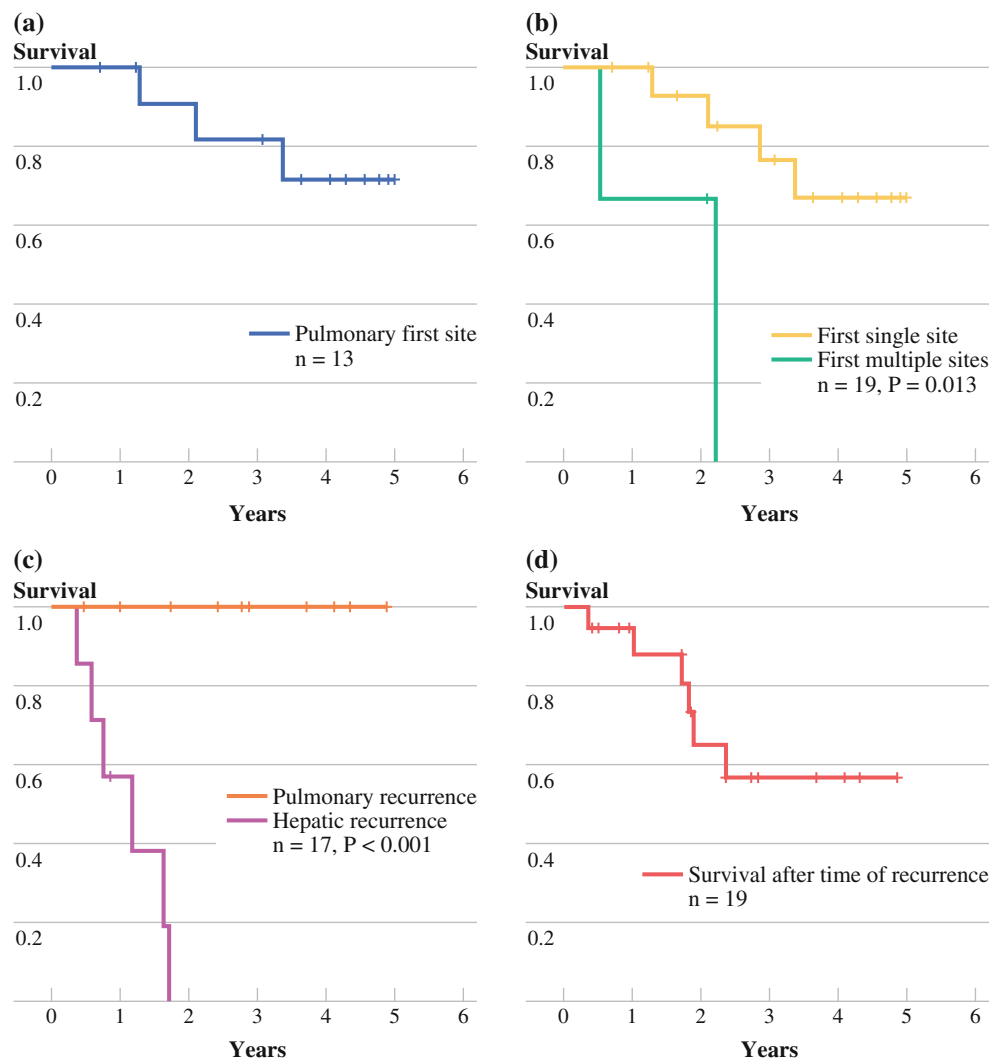 (a)
Survival
1.0
0.8
0.6
0.4
Pulmonary first site
n = 13
0.2
0 1 2 3 4 5 6
Years
(b)
Survival
1.0
0.8
0.6
0.4
First single site
First multiple sites
n = 19, P = 0.013
0.2
0 1 2 3 4 5 6
Years
(c)
Survival
1.0
0.8
0.6
Pulmonary recurrence
Hepatic recurrence
n = 17, P < 0.001
0.4
0.2
0 1 2 3 4 5 6
Years
(d)
Survival
1.0
0.8
0.6
0.4
Survival after time of recurrence
n = 19
0.2
0 1 2 3 4 5 6
Years